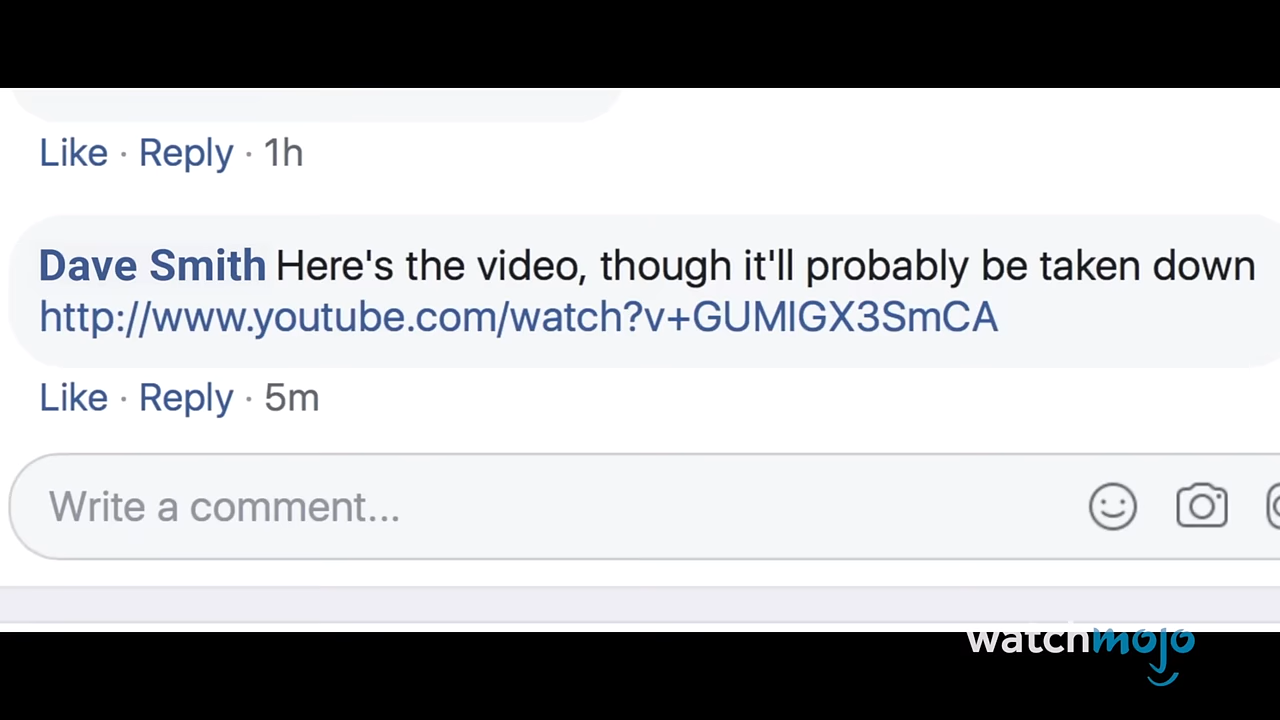 Like · Reply · 1h
Dave Smith Here's the video, though it'll probably be taken down
http://www.youtube.com/watch?v+GUMIGX3SmCA
Like · Reply · 5m
Write a comment...
watchmojo